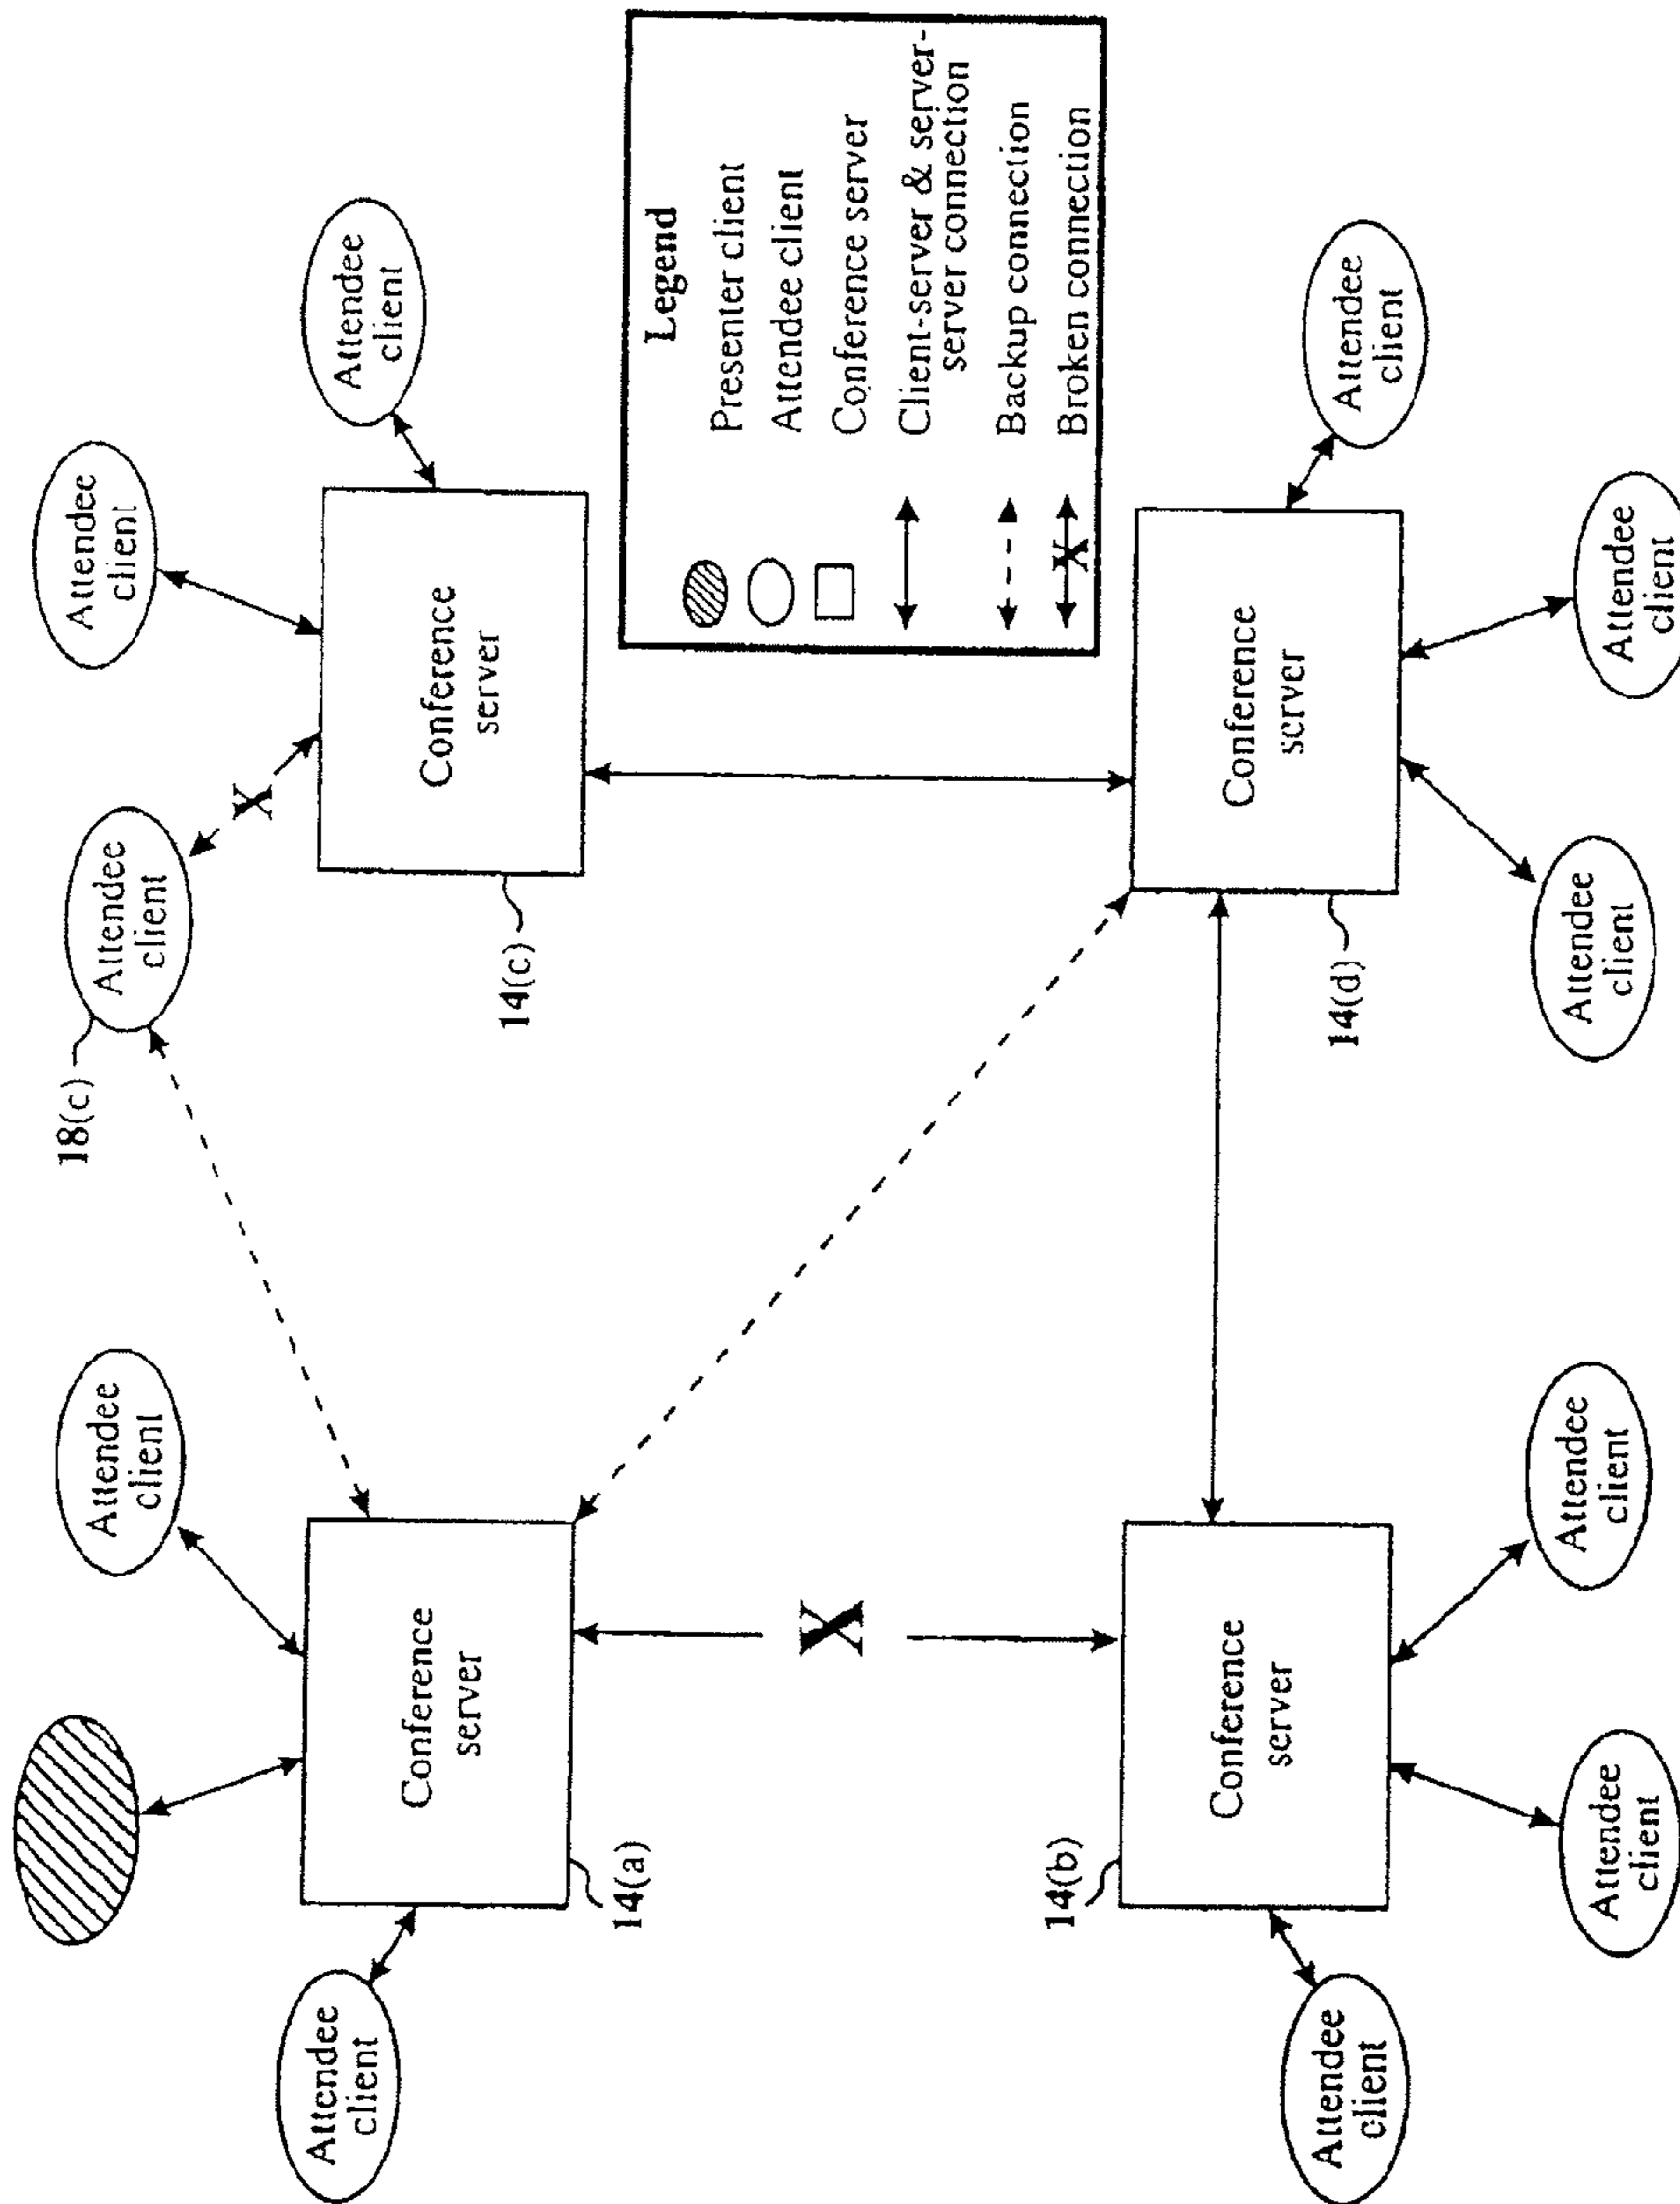 Attendee
client
18(c)
Attendee
client
Attendee
client
Attendee
client
Conference
server
14(a)
14(c)
Conference
server
Attendee
client
Legend
Presenter client
Attendee client
Conference server
Client-server & server-
server connection
Backup connection
Broken connection
14(b)
Conference
server
14(d)
Conference
server
Attendee
client
Attendee
client
Attendee
client
Attendee
client
Attendee
client
Attendee
client
Attendee
client